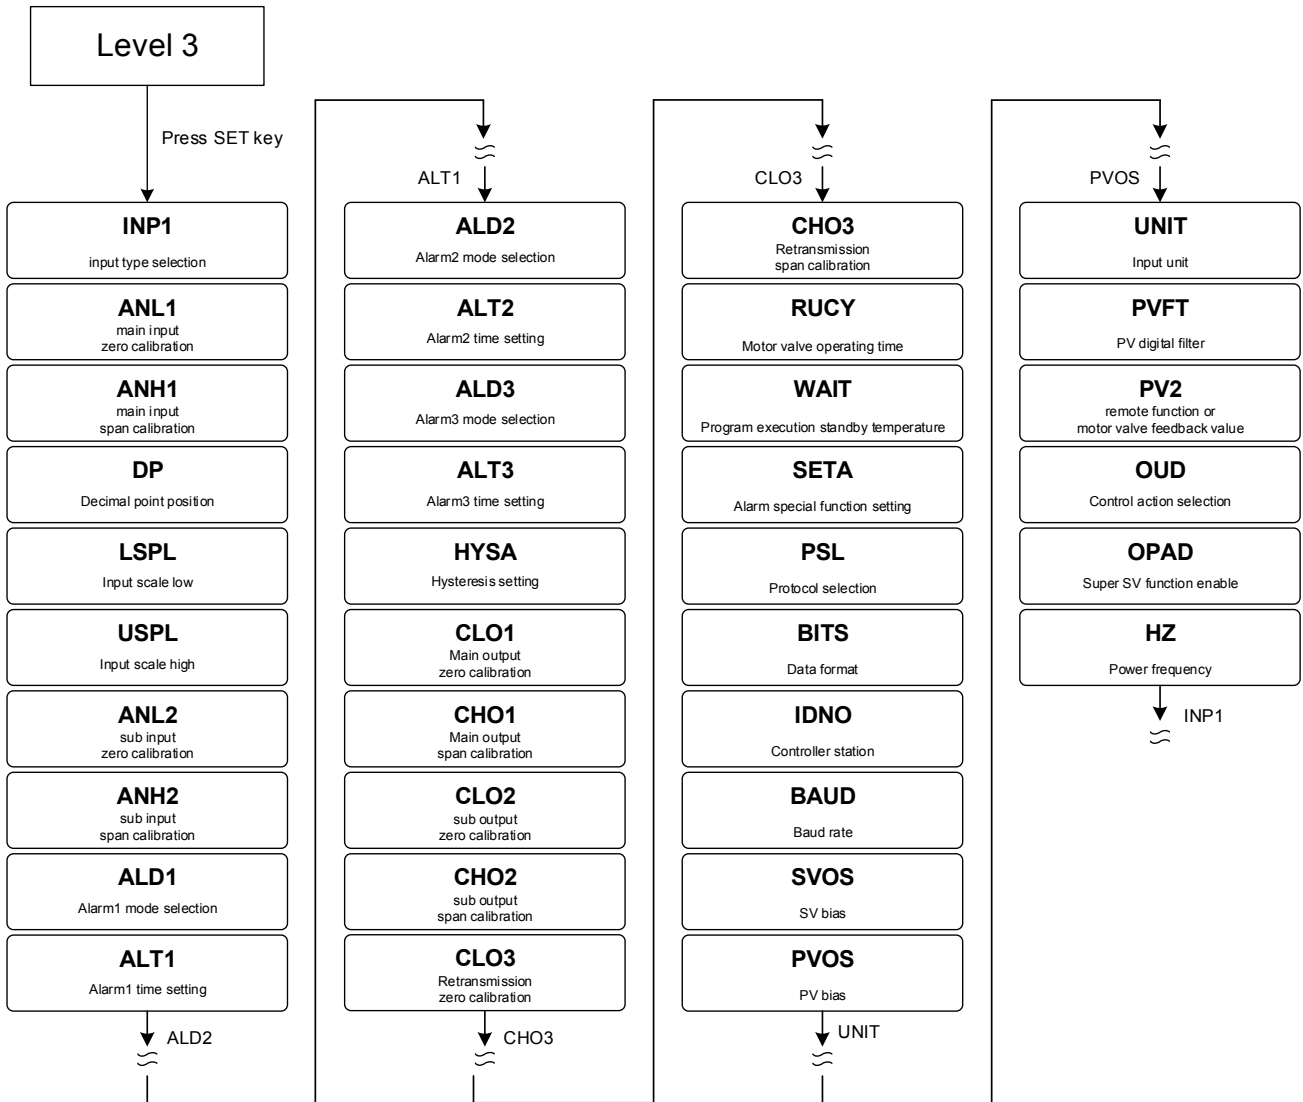 Level 3
Press SET key
INP1
input type selection
ANL1
main input
zero calibration
ANH1
main input
span calibration
DP
Decimal point position
LSPL
Input scale low
USPL
Input scale high
ANL2
sub input
zero calibration
ANH2
sub input
span calibration
ALD1
Alarm1 mode selection
ALT1
Alarm1 time setting
ALD2
ALT1
ALD2
Alarm2 mode selection
ALT2
Alarm2 time setting
ALD3
Alarm3 mode selection
ALT3
Alarm3 time setting
HYSA
Hysteresis setting
CLO1
Main output
zero calibration
CHO1
Main output
span calibration
CLO2
sub output
zero calibration
CHO2
sub output
span calibration
CLO3
Retransmission
zero calibration
CHO3
CLO3
CHO3
Retransmission
span calibration
RUCY
Motor valve operating time
WAIT
Program execution standby temperature
SETA
Alarm special function setting
PSL
Protocol selection
BITS
Data format
IDNO
Controller station
BAUD
Baud rate
SVOS
SV bias
PVOS
PV bias
UNIT
PVOS
UNIT
Input unit
PVFT
PV digital filter
PV2
remote function or
motor valve feedback value
OUD
Control action selection
OPAD
Super SV function enable
HZ
Power frequency
INP1